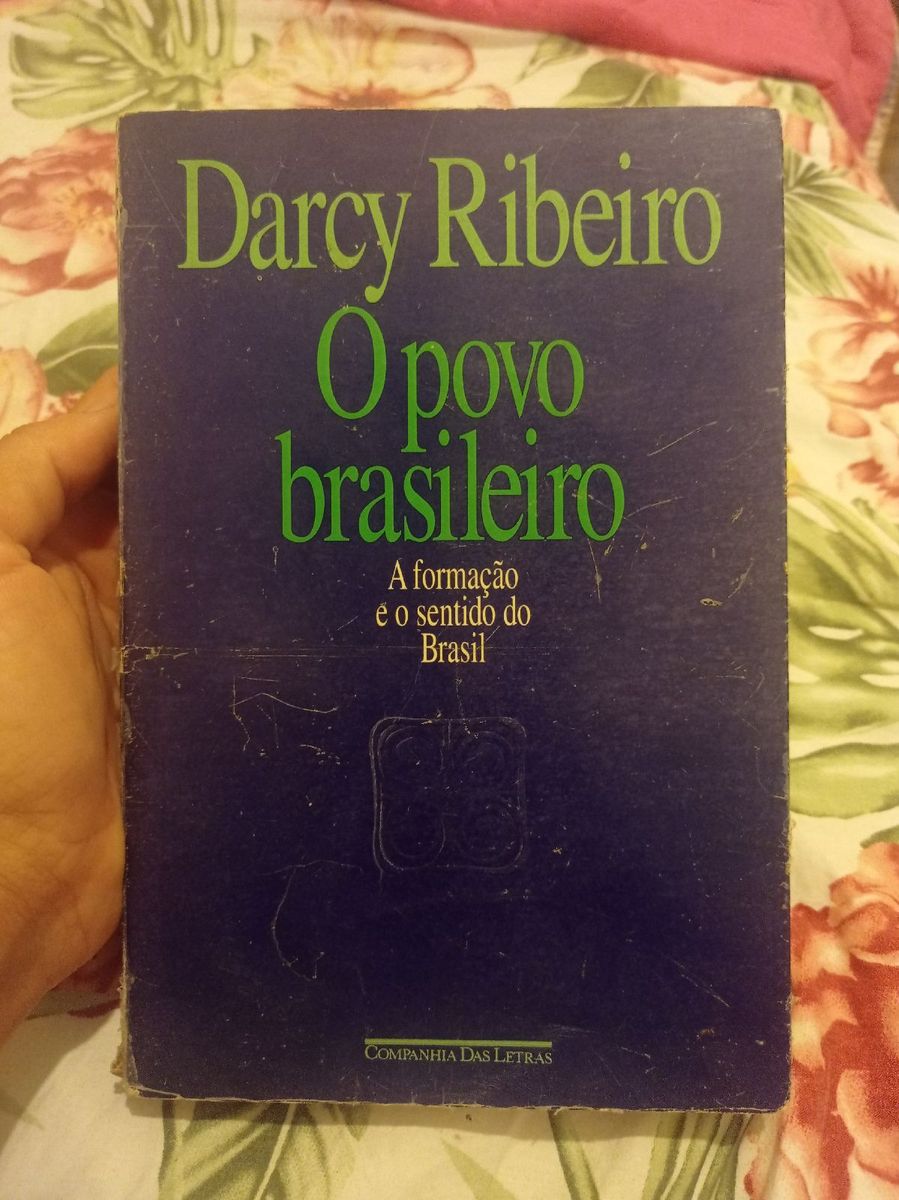 Darcy Ribeiro
O povo
brasileiro
A formação
e o sentido do
Brasil
COMPANHIA DAS LETRAS